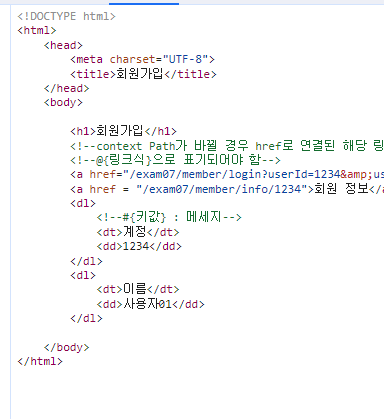 <!DOCTYPE html>
<html>
<head>
<meta charset="UTF-8">
<title>회원가입</title>
</head>
<body>
<h1>회원가입</h1>
<!--context Path가 바뀔 경우 href로 연결된 해당 링
<!--@{링크식}으로 표기되어야 함-->
<a href="/exam07/member/login?userId=1234&amp;us
<a href = "/exam07/member/info/1234">회원 정보</a
<dl>
<!--#{키값} : 메세지-->
<dt>계정</dt>
<dd>1234</dd>
</dl>
<dl>
<dt>이름</dt>
<dd>사용자01</dd>
</dl>
</body>
</html>